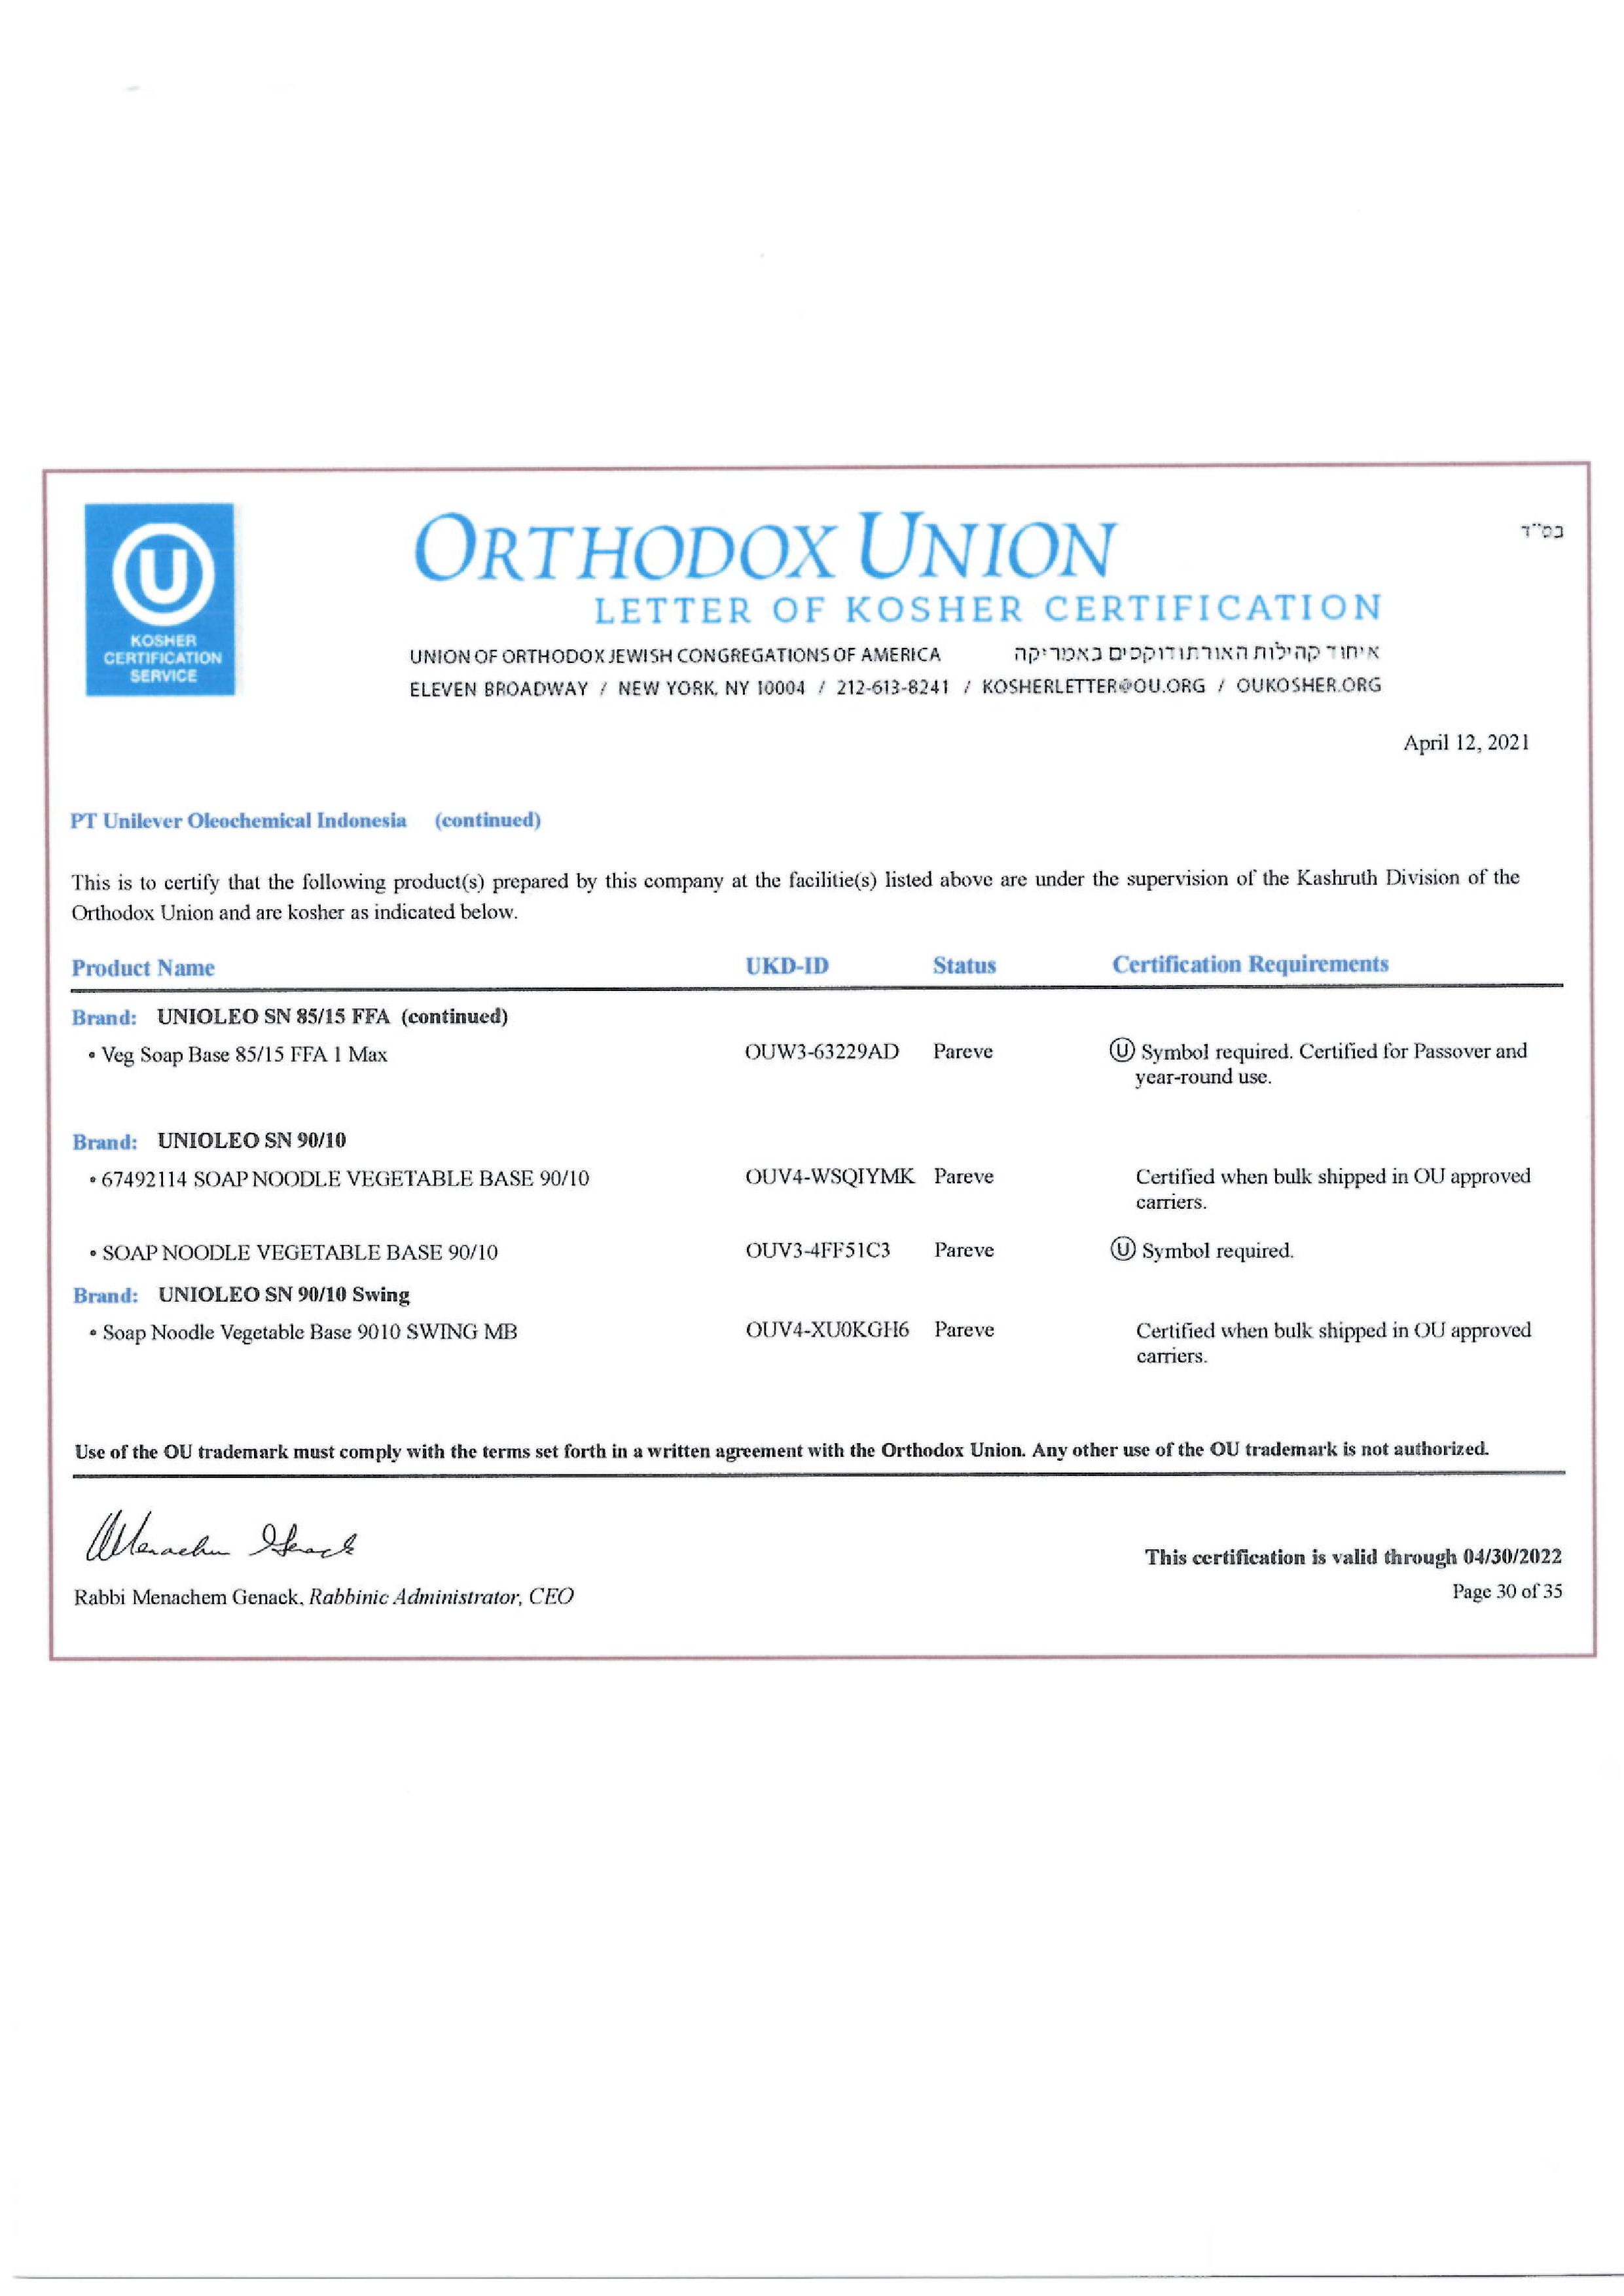 U
KOSHER
CERTIFICATION
SERVICE
ORTHODOX UNION
בס"ד
LETTER OF KOSHER CERTIFICATION
UNION OF ORTHODOX JEWISH CONGREGATIONS OF AMERICA איחוד קהילות האורתודוקסים באמריקה
ELEVEN BROADWAY / NEW YORK, NY 10004 / 212-613-8241 / KOSHERLETTER@OU.ORG / OUKOSHER.ORG
April 12, 2021
PT Unilever Oleochemical Indonesia (continued)
This is to certify that the following product(s) prepared by this company at the facilitie(s) listed above are under the supervision of the Kashruth Division of the
Orthodox Union and are kosher as indicated below.
Product Name UKD-ID Status Certification Requirements
Brand: UNIOLEO SN 85/15 FFA (continued)
• Veg Soap Base 85/15 FFA 1 Max OUW3-63229AD Pareve Ⓤ Symbol required. Certified for Passover and
year-round use.
Brand: UNIOLEO SN 90/10
• 67492114 SOAP NOODLE VEGETABLE BASE 90/10 OUV4-WSQIYMK Pareve Certified when bulk shipped in OU approved
carriers.
• SOAP NOODLE VEGETABLE BASE 90/10 OUV3-4FF51C3 Pareve Ⓤ Symbol required.
Brand: UNIOLEO SN 90/10 Swing
• Soap Noodle Vegetable Base 9010 SWING MB OUV4-XU0KGH6 Pareve Certified when bulk shipped in OU approved
carriers.
Use of the OU trademark must comply with the terms set forth in a written agreement with the Orthodox Union. Any other use of the OU trademark is not authorized.
Menachem Genack
This certification is valid through 04/30/2022
Rabbi Menachem Genack, Rabbinic Administrator, CEO
Page 30 of 35